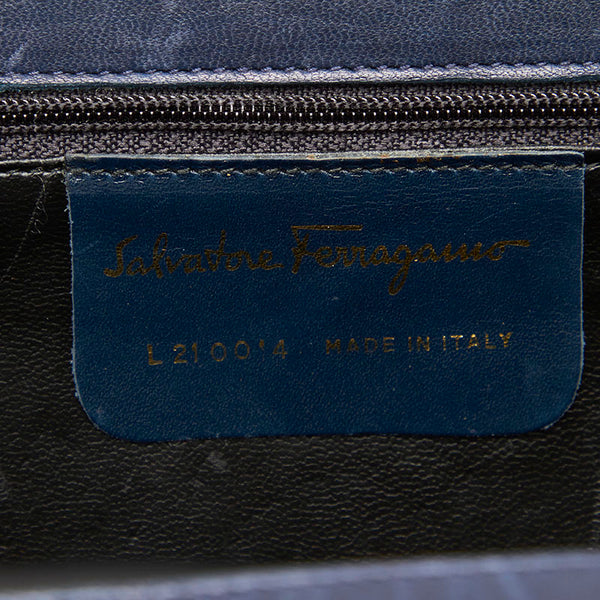 Salvatore Ferragamo
L 21 00'4 MADE IN ITALY